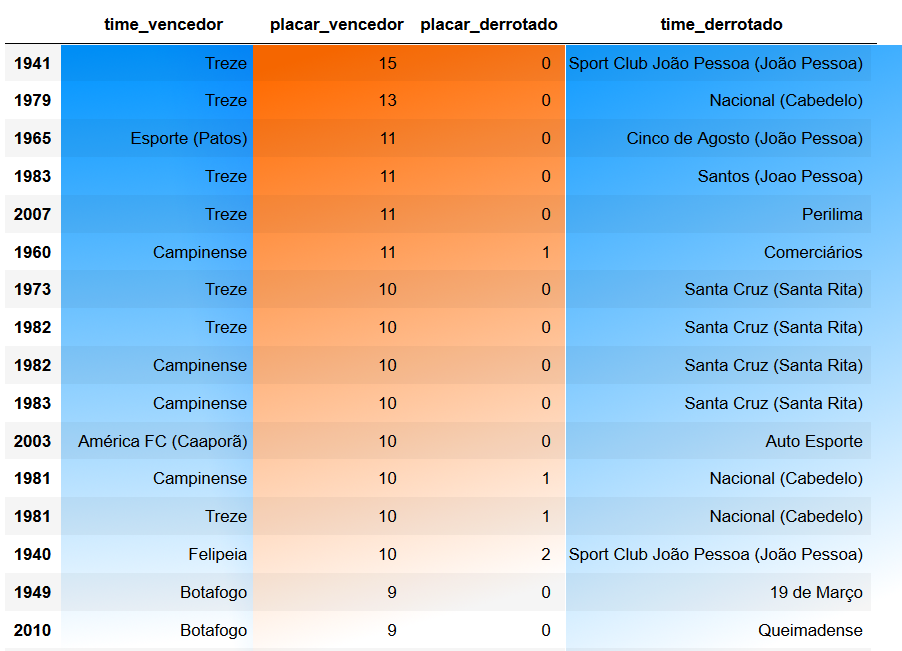 time_vencedor placar_vencedor placar_derrotado time_derrotado
1941 Treze 15 0 Sport Club João Pessoa (João Pessoa)
1979 Treze 13 0 Nacional (Cabedelo)
1965 Esporte (Patos) 11 0 Cinco de Agosto (João Pessoa)
1983 Treze 11 0 Santos (Joao Pessoa)
2007 Treze 11 0 Perilima
1960 Campinense 11 1 Comerciários
1973 Treze 10 0 Santa Cruz (Santa Rita)
1982 Treze 10 0 Santa Cruz (Santa Rita)
1982 Campinense 10 0 Santa Cruz (Santa Rita)
1983 Campinense 10 0 Santa Cruz (Santa Rita)
2003 América FC (Caaporã) 10 0 Auto Esporte
1981 Campinense 10 1 Nacional (Cabedelo)
1981 Treze 10 1 Nacional (Cabedelo)
1940 Felipeia 10 2 Sport Club João Pessoa (João Pessoa)
1949 Botafogo 9 0 19 de Março
2010 Botafogo 9 0 Queimadense